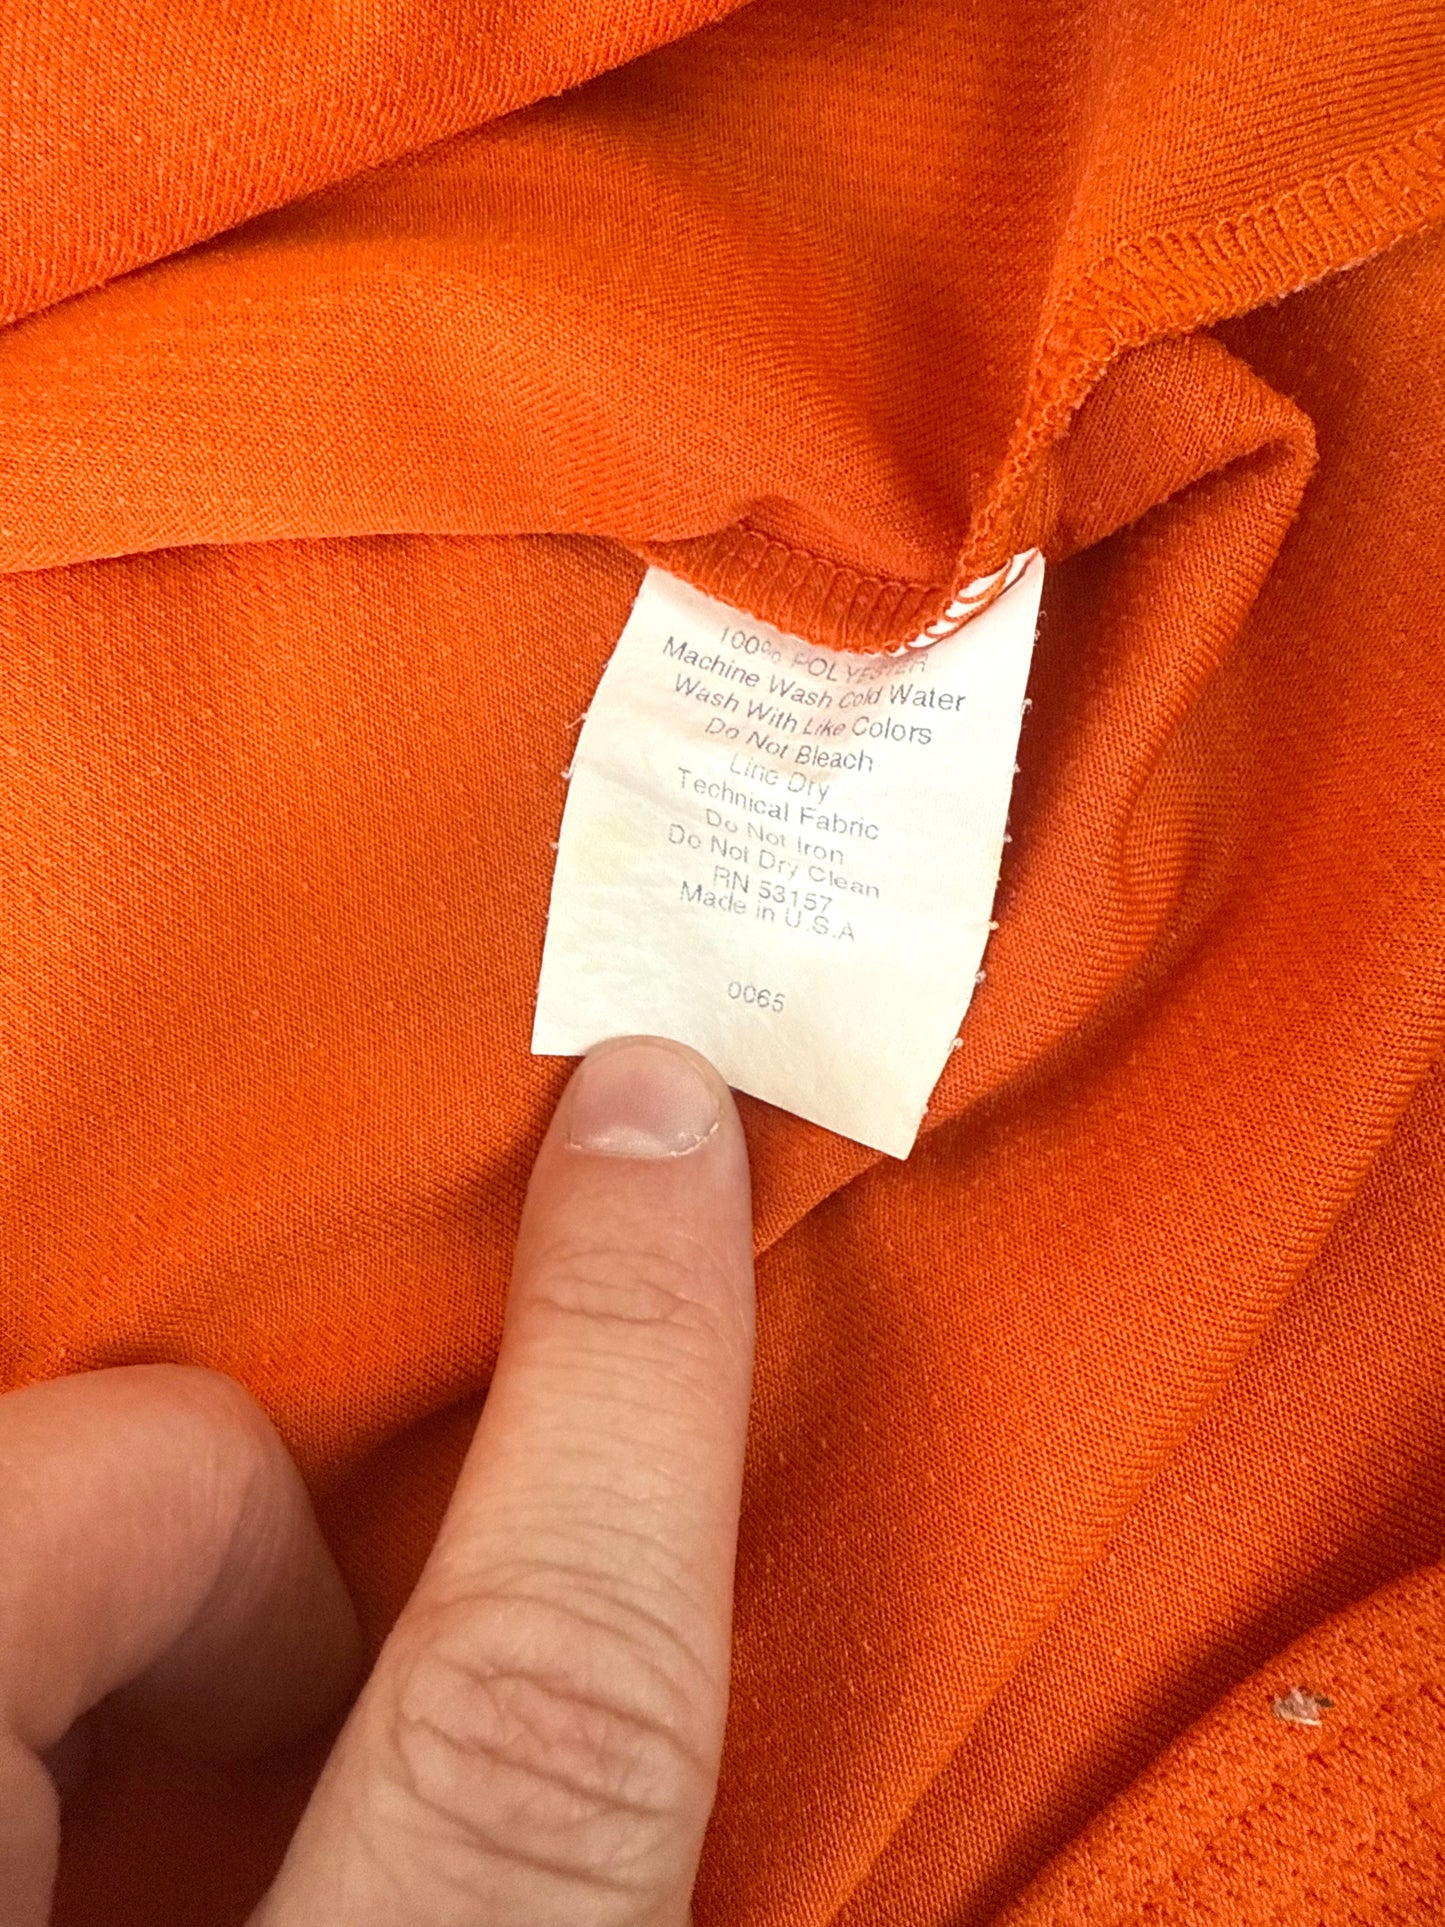 100% POLYESTER
Machine Wash Cold Water
Wash With Like Colors
Do Not Bleach
Line Dry
Technical Fabric
Do Not Iron
Do Not Dry Clean
RN 53157
Made in U.S.A
0065